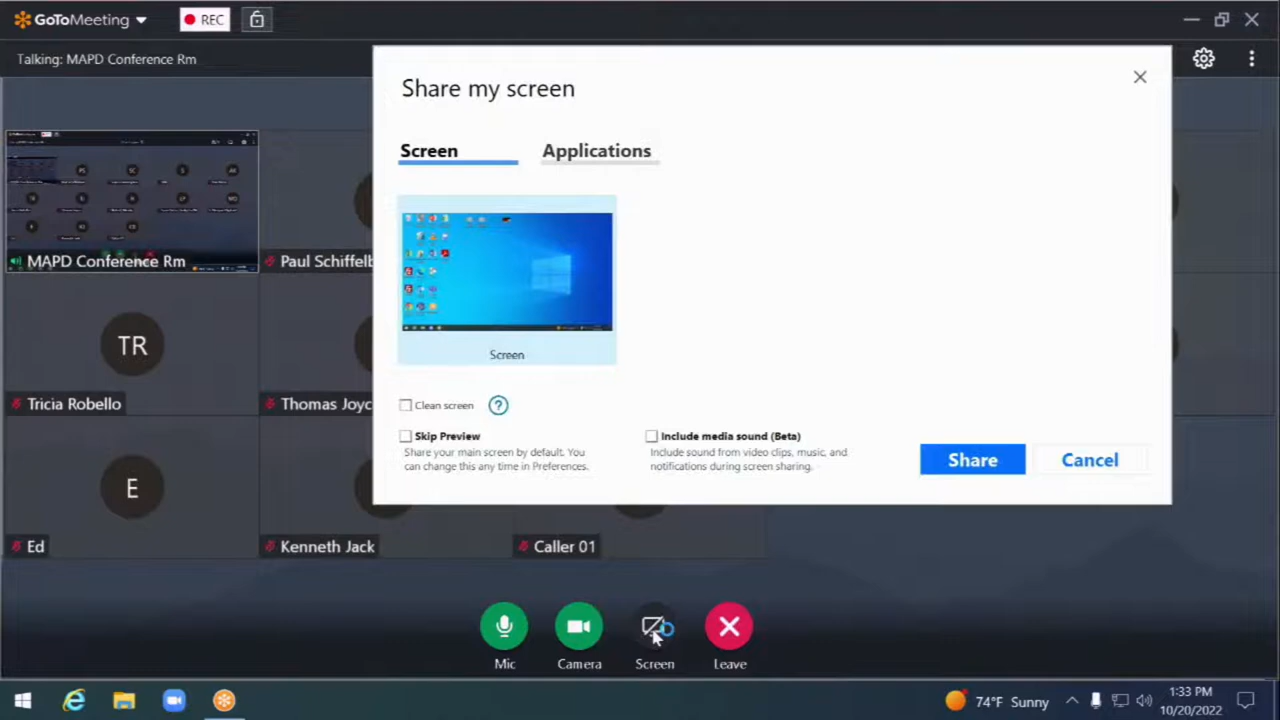 GoToMeeting
REC
Talking: MAPD Conference Rm
Share my screen
Screen
Applications
Screen
Clean screen
?
Skip Preview
Share your main screen by default. You
can change this any time in Preferences.
Include media sound (Beta)
Include sound from video clips, music, and
notifications during screen sharing.
Share
Cancel
MAPD Conference Rm
Paul Schiffelb
TR
Tricia Robello
Thomas Joyc
E
Ed
Kenneth Jack
Caller 01
Mic
Camera
Screen
Leave
74°F Sunny
1:33 PM
10/20/2022